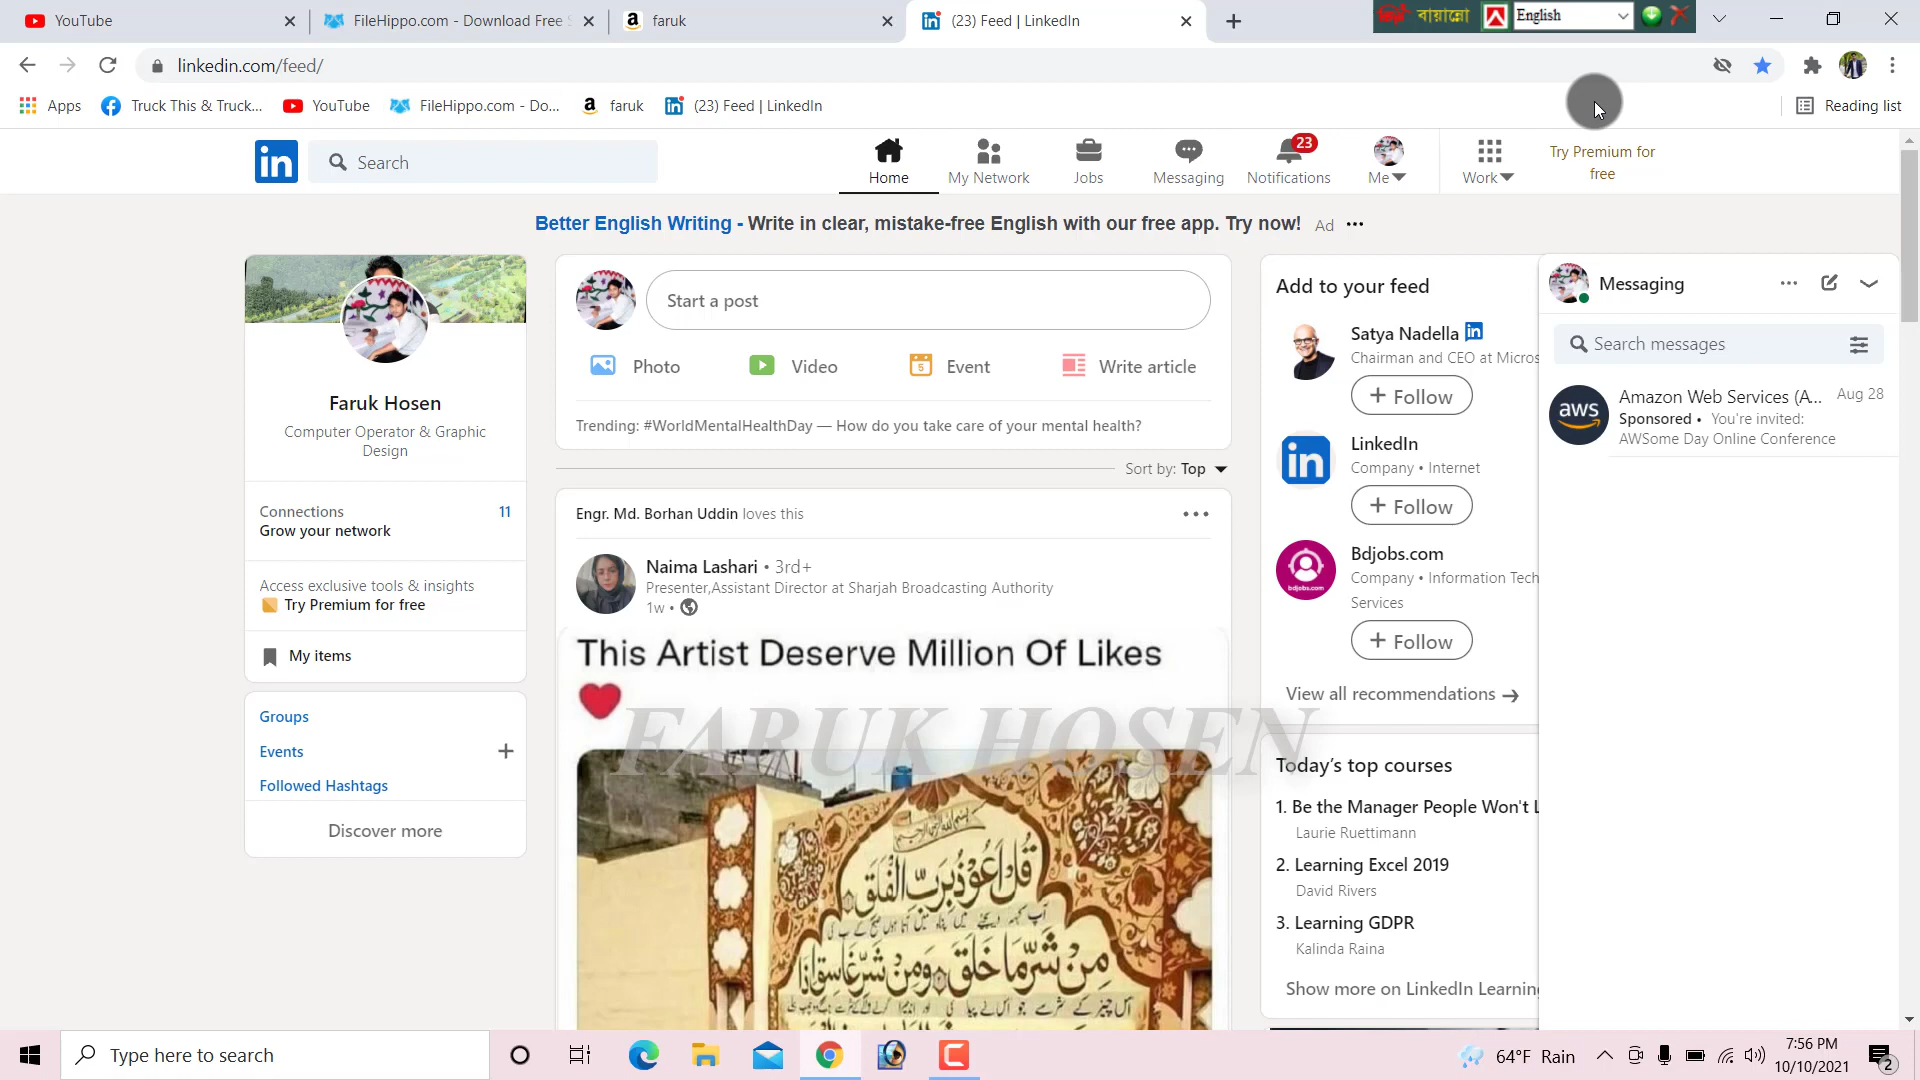 YouTube
FileHippo.com - Download Free
faruk
(23) Feed | LinkedIn
বায়ান্নো
English
linkedin.com/feed/
Apps
Truck This & Truck...
YouTube
FileHippo.com - Do...
faruk
(23) Feed | LinkedIn
Reading list
in
Search
Home
My Network
Jobs
Messaging
23
Notifications
Me
Work
Try Premium for
free
Better English Writing - Write in clear, mistake-free English with our free app. Try now! Ad
Faruk Hosen
Computer Operator & Graphic
Design
Connections 11
Grow your network
Access exclusive tools & insights
Try Premium for free
My items
Groups
Events
Followed Hashtags
Discover more
Start a post
Photo
Video
5
Event
Write article
Trending: #WorldMentalHealthDay — How do you take care of your mental health?
Sort by: Top
Engr. Md. Borhan Uddin loves this
Naima Lashari • 3rd+
Presenter,Assistant Director at Sharjah Broadcasting Authority
1w •
This Artist Deserve Million Of Likes
FARUK HOSEN
قُلْ اَعُوْذُ بِرَبِّ الْفَلَقِ
مِنْ شَرِّ مَا خَلَقَ وَمِنْ شَرِّ غَاسِقٍ اِذَا
Add to your feed
Satya Nadella in
Chairman and CEO at Micros
Follow
in
LinkedIn
Company • Internet
Follow
bdjobs.com
Bdjobs.com
Company • Information Tech
Services
Follow
View all recommendations
Today's top courses
1. Be the Manager People Won't L
Laurie Ruettimann
2. Learning Excel 2019
David Rivers
3. Learning GDPR
Kalinda Raina
Show more on LinkedIn Learning
Messaging
Search messages
aws
Amazon Web Services (A... Aug 28
Sponsored • You're invited:
AWSome Day Online Conference
Type here to search
64°F Rain
7:56 PM
10/10/2021
2